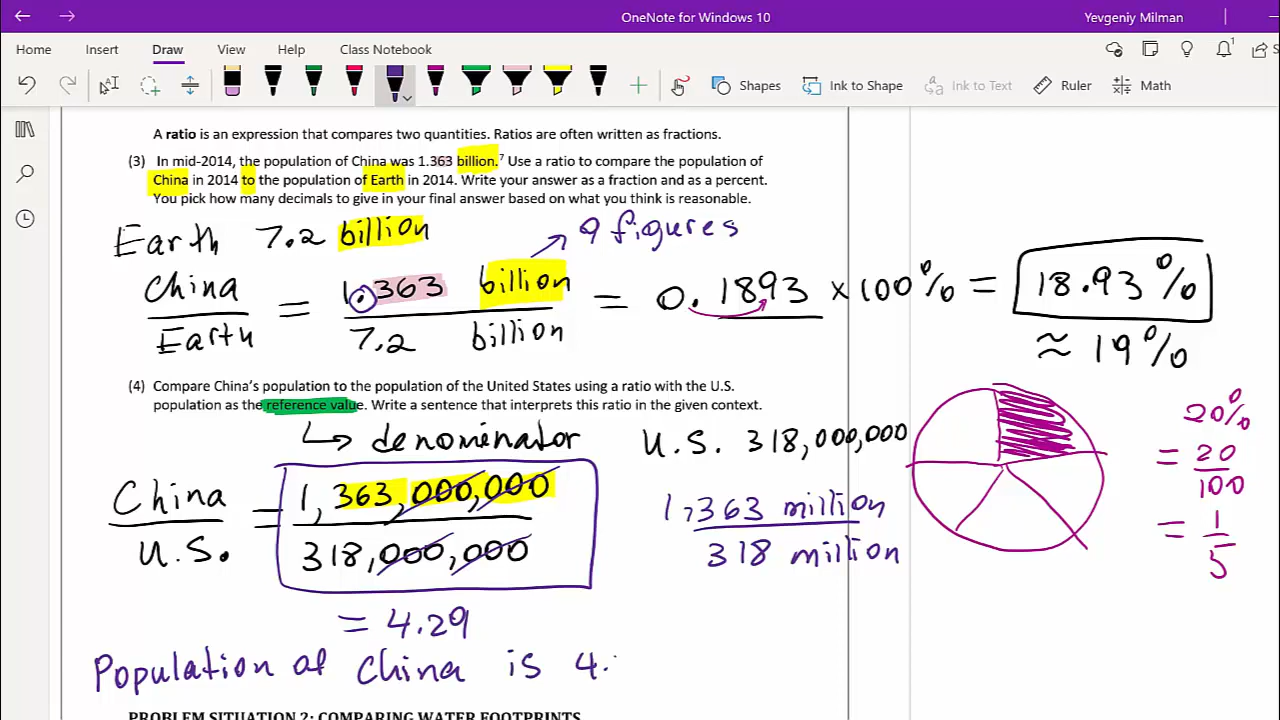 OneNote for Windows 10
Yevgeniy Milman
Home Insert Draw View Help Class Notebook
Shapes Ink to Shape Ink to Text Ruler Math
A ratio is an expression that compares two quantities. Ratios are often written as fractions.
(3) In mid-2014, the population of China was 1.363 billion.7 Use a ratio to compare the population of
China in 2014 to the population of Earth in 2014. Write your answer as a fraction and as a percent.
You pick how many decimals to give in your final answer based on what you think is reasonable.
Earth 7.2 billion
9 figures
China
Earth
=
1.363 billion
7.2 billion
= 0.1893 × 100% = 18.93%
≈ 19%
(4) Compare China's population to the population of the United States using a ratio with the U.S.
population as the reference value. Write a sentence that interprets this ratio in the given context.
denominator
U.S. 318,000,000
China
U.S.
=
1,363,000,000
318,000,000
1,363 million
318 million
20%
= 20
100
= 1
5
= 4.29
Population of China is 4.
PROBLEM SITUATION 2: COMPARING WATER FOOTPRINTS